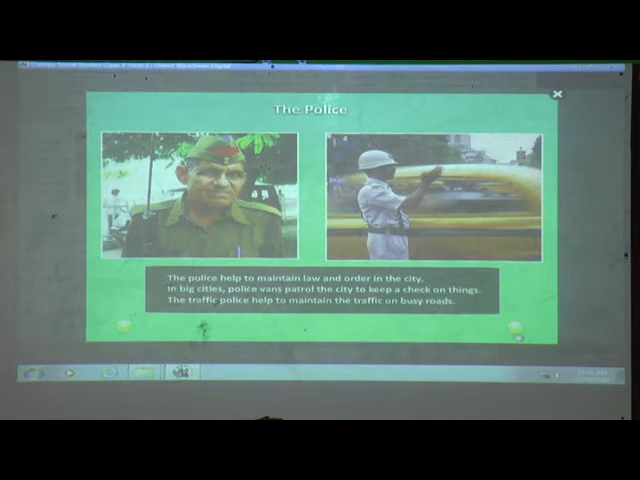 The Police
The police help to maintain law and order in the city.
In big cities, police vans patrol the city to keep a check on things.
The traffic police help to maintain the traffic on busy roads.